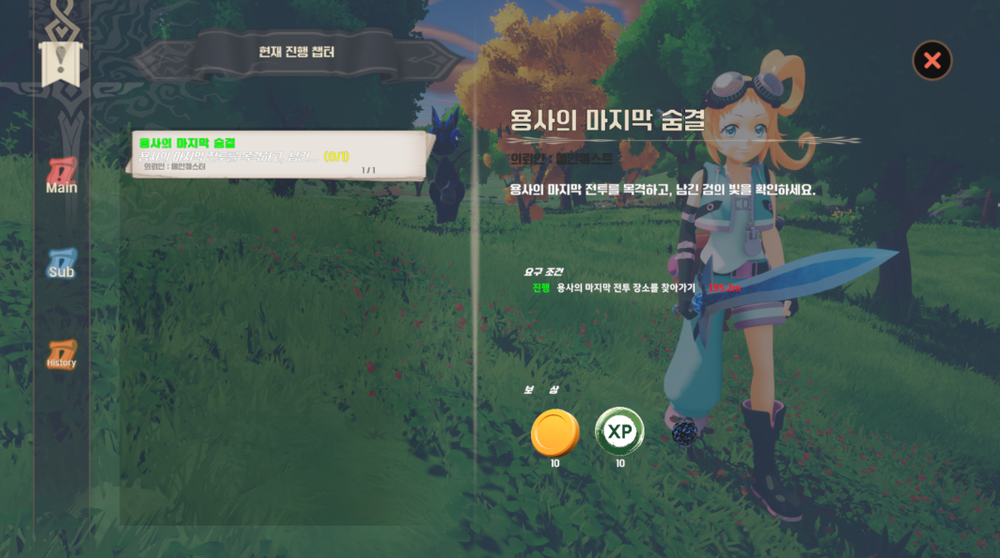 현재 진행 챕터
용사의 마지막 숨결
용사의 마지막 전투를 목격하고, 남긴... (0/1)
의뢰인 : 메인퀘스터
1 / 1
Main
Sub
History
용사의 마지막 숨결
의뢰인 : 메인퀘스트
용사의 마지막 전투를 목격하고, 남긴 검의 빛을 확인하세요.
요구 조건
진행 용사의 마지막 전투 장소를 찾아가기
보 상
XP
10
10